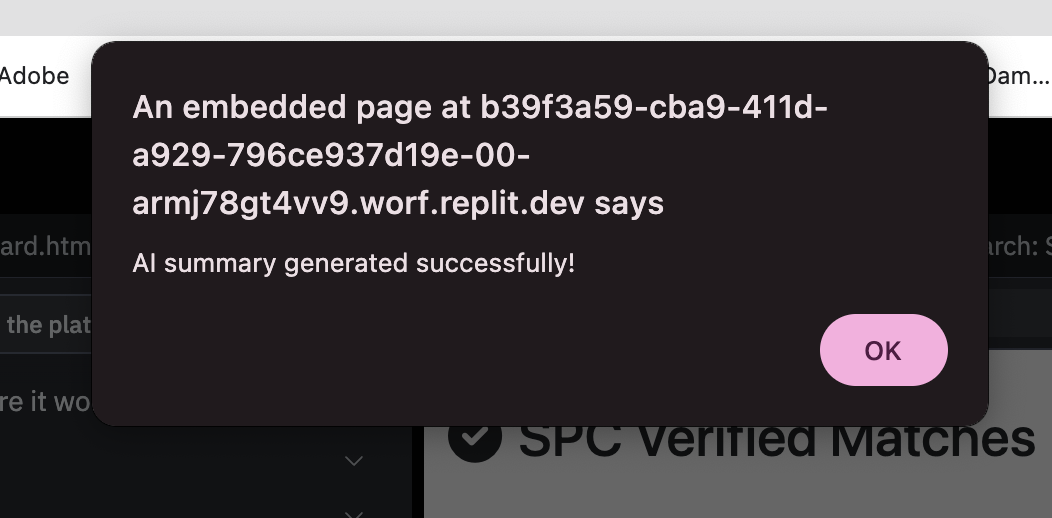 Adobe
Dam...
An embedded page at b39f3a59-cba9-411d-
a929-796ce937d19e-00-
armj78gt4vv9.worf.replit.dev says
ard.htm
arch: S
AI summary generated successfully!
the plat
OK
re it wo
SPC Verified Matches